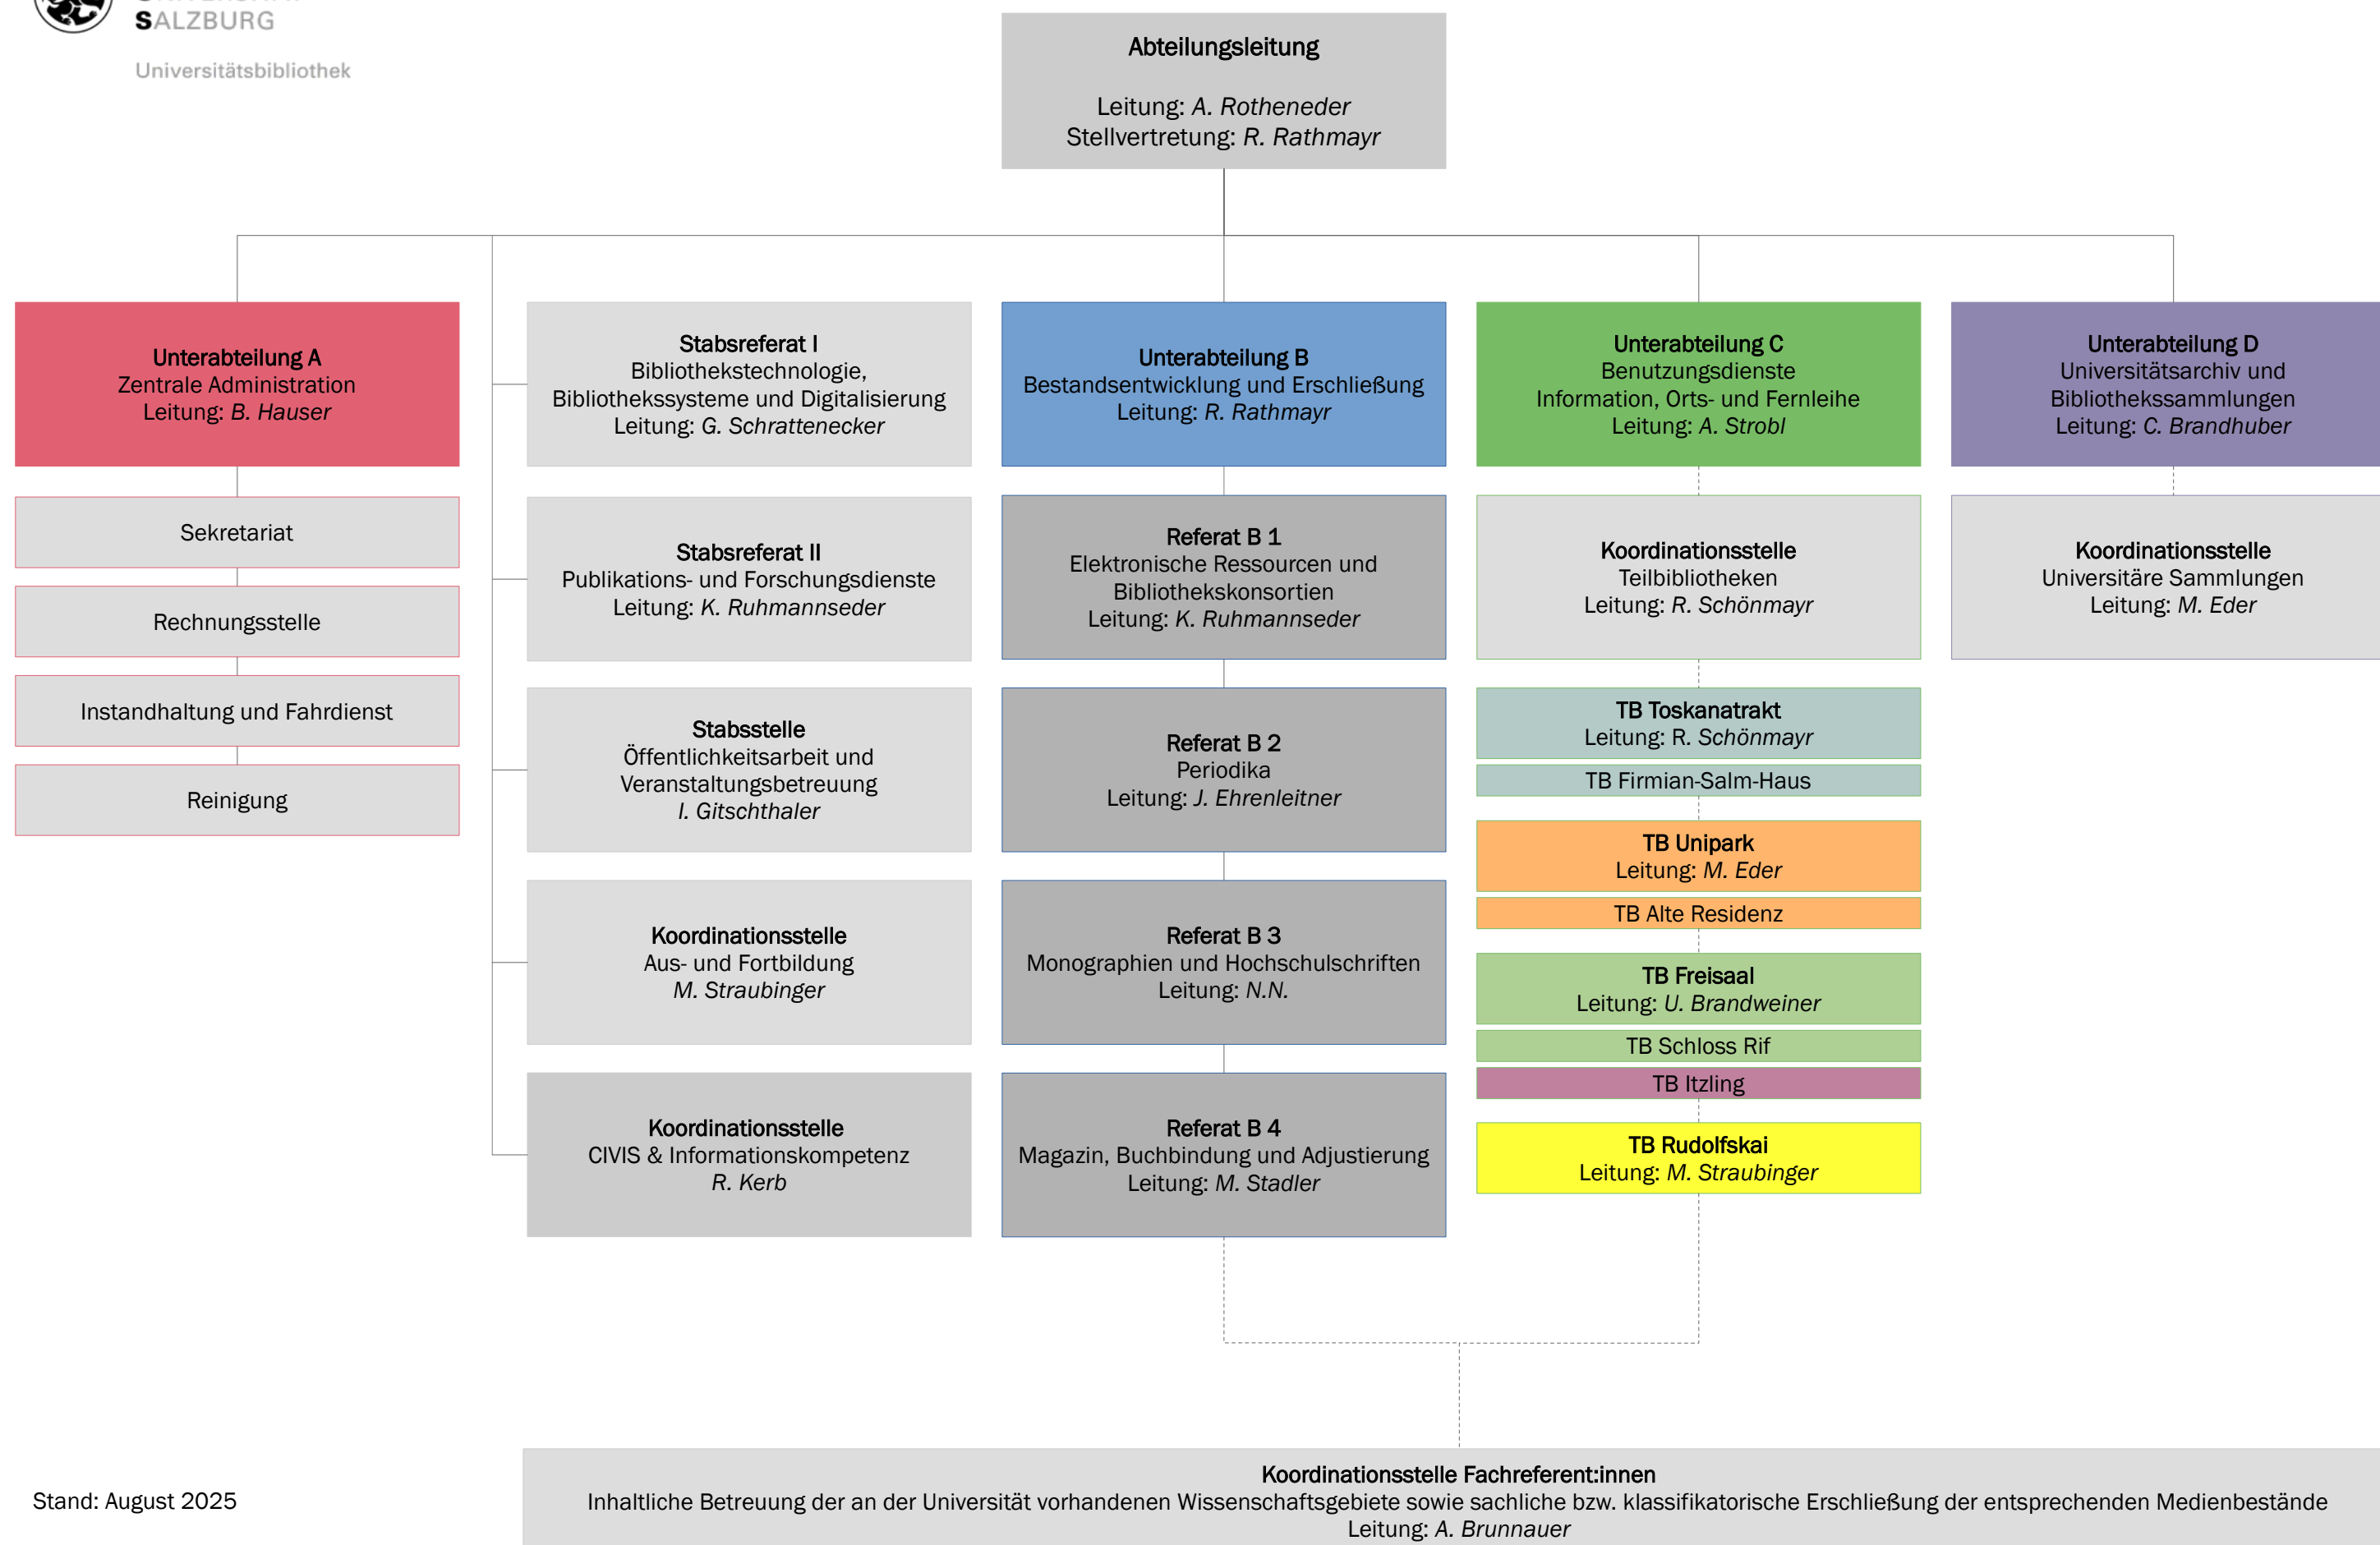 SALZBURG
Universitätsbibliothek
Abteilungsleitung
Leitung: A. Rotheneder
Stellvertretung: R. Rathmayr
Unterabteilung A
Zentrale Administration
Leitung: B. Hauser
Sekretariat
Rechnungsstelle
Instandhaltung und Fahrdienst
Reinigung
Stabsreferat I
Bibliothekstechnologie,
Bibliothekssysteme und Digitalisierung
Leitung: G. Schrattenecker
Stabsreferat II
Publikations- und Forschungsdienste
Leitung: K. Ruhmannseder
Stabsstelle
Öffentlichkeitsarbeit und
Veranstaltungsbetreuung
I. Gitschthaler
Koordinationsstelle
Aus- und Fortbildung
M. Straubinger
Koordinationsstelle
CIVIS & Informationskompetenz
R. Kerb
Unterabteilung B
Bestandsentwicklung und Erschließung
Leitung: R. Rathmayr
Referat B 1
Elektronische Ressourcen und
Bibliothekskonsortien
Leitung: K. Ruhmannseder
Referat B 2
Periodika
Leitung: J. Ehrenleitner
Referat B 3
Monographien und Hochschulschriften
Leitung: N.N.
Referat B 4
Magazin, Buchbindung und Adjustierung
Leitung: M. Stadler
Unterabteilung C
Benutzungsdienste
Information, Orts- und Fernleihe
Leitung: A. Strobl
Koordinationsstelle
Teilbibliotheken
Leitung: R. Schönmayr
TB Toskanatrakt
Leitung: R. Schönmayr
TB Firmian-Salm-Haus
TB Unipark
Leitung: M. Eder
TB Alte Residenz
TB Freisaal
Leitung: U. Brandweiner
TB Schloss Rif
TB Itzling
TB Rudolfskai
Leitung: M. Straubinger
Unterabteilung D
Universitätsarchiv und
Bibliothekssammlungen
Leitung: C. Brandhuber
Koordinationsstelle
Universitäre Sammlungen
Leitung: M. Eder
Koordinationsstelle Fachreferent:innen
Inhaltliche Betreuung der an der Universität vorhandenen Wissenschaftsgebiete sowie sachliche bzw. klassifikatorische Erschließung der entsprechenden Medienbestände
Leitung: A. Brunnauer
Stand: August 2025